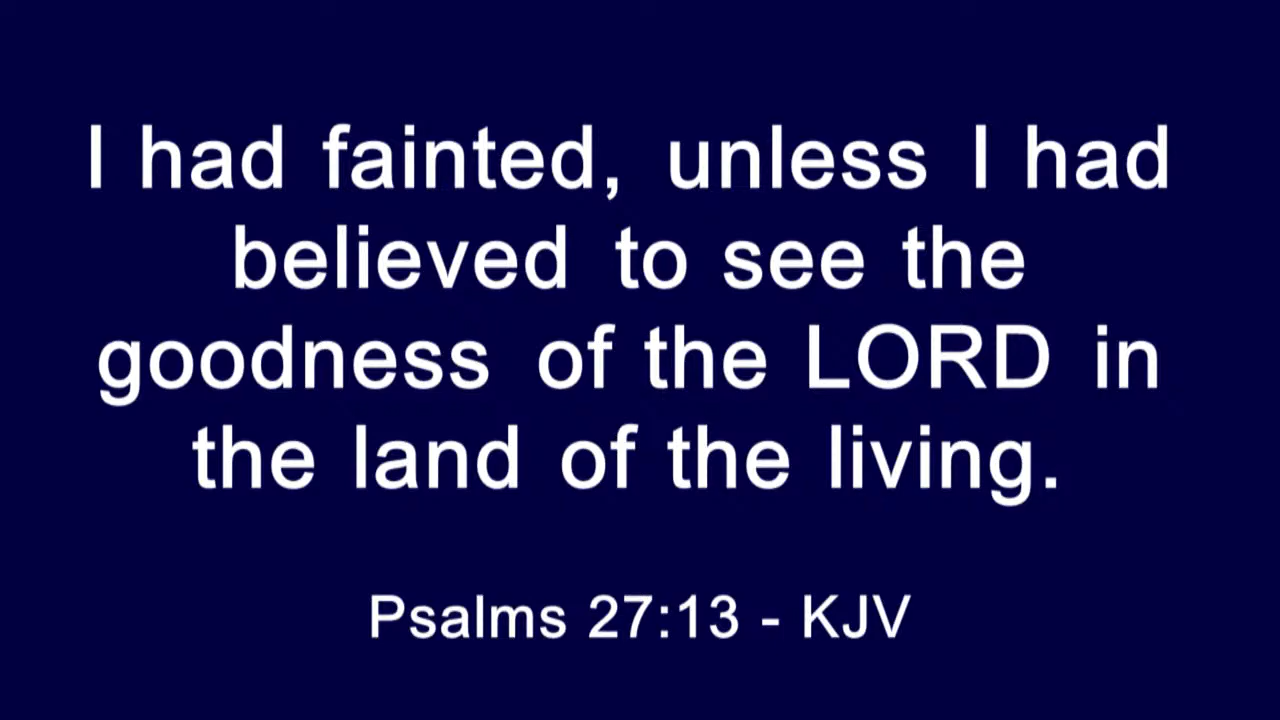 I had fainted, unless I had
believed to see the
goodness of the LORD in
the land of the living.
Psalms 27:13 - KJV